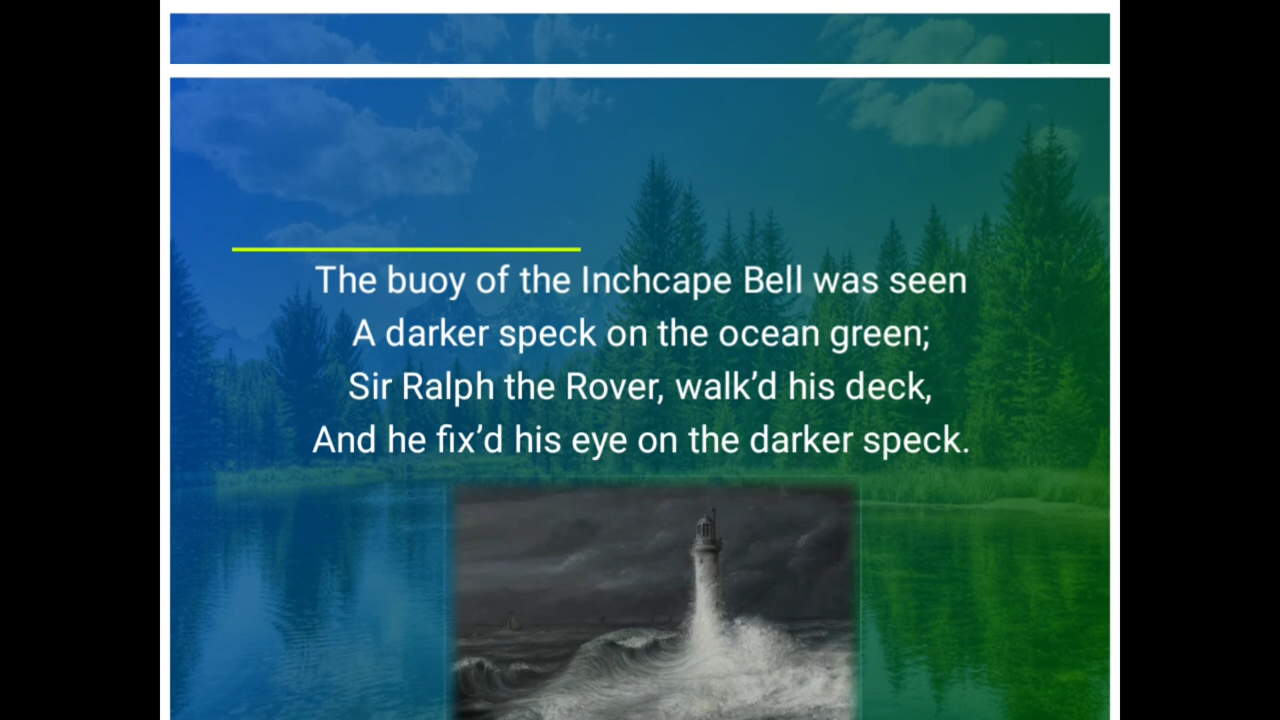 The buoy of the Inchcape Bell was seen
A darker speck on the ocean green;
Sir Ralph the Rover, walk’d his deck,
And he fix’d his eye on the darker speck.